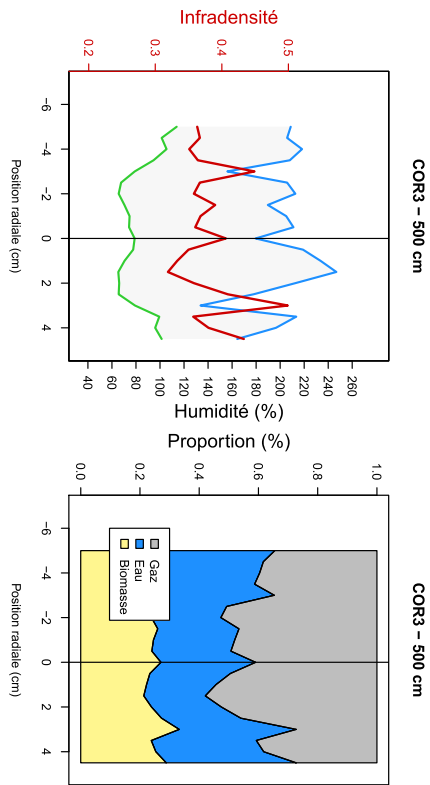 Infradensité
0.2 0.3 0.4 0.5
COR3 − 500 cm
−6 −4 −2 0 2 4
Position radiale (cm)
40 60 80 100 120 140 160 180 200 220 240 260
Humidité (%)
Proportion (%)
0.0 0.2 0.4 0.6 0.8 1.0
COR3 − 500 cm
Gaz
Eau
Biomasse
−6 −4 −2 0 2 4
Position radiale (cm)